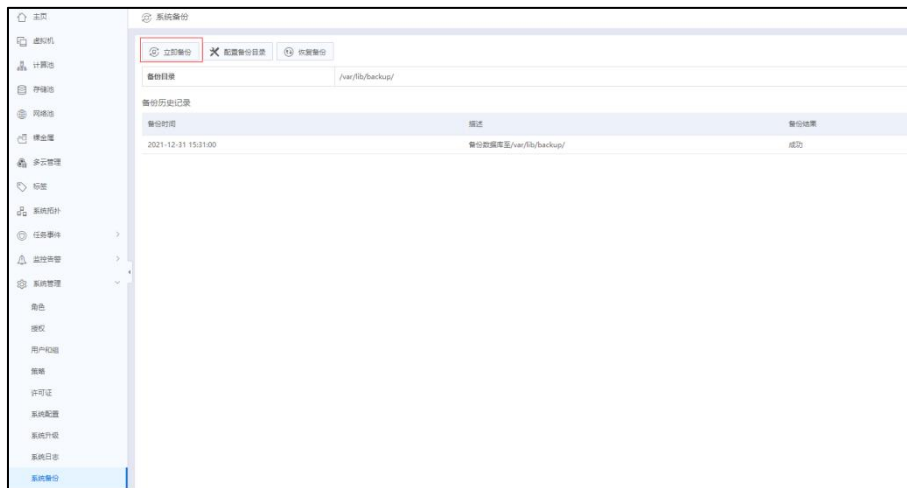 主页
虚拟机
计算池
存储池
网络池
裸金属
多云管理
标签
系统拓扑
任务事件
监控告警
系统管理
角色
授权
用户和组
策略
许可证
系统配置
系统升级
系统日志
系统备份
系统备份
立即备份 配置备份目录 恢复备份
备份目录 /var/lib/backup/
备份历史记录
备份时间 描述 备份结果
2021-12-31 15:31:00 备份数据库至/var/lib/backup/ 成功